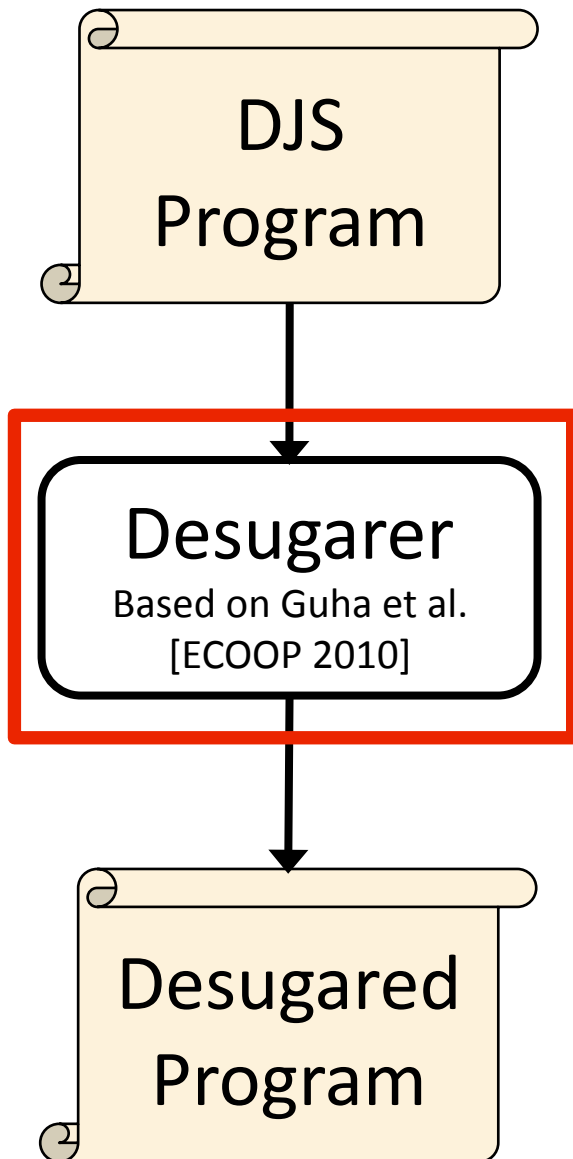 DJS
Program
Desugarer
Based on Guha et al.
[ECOOP 2010]
Desugared
Program